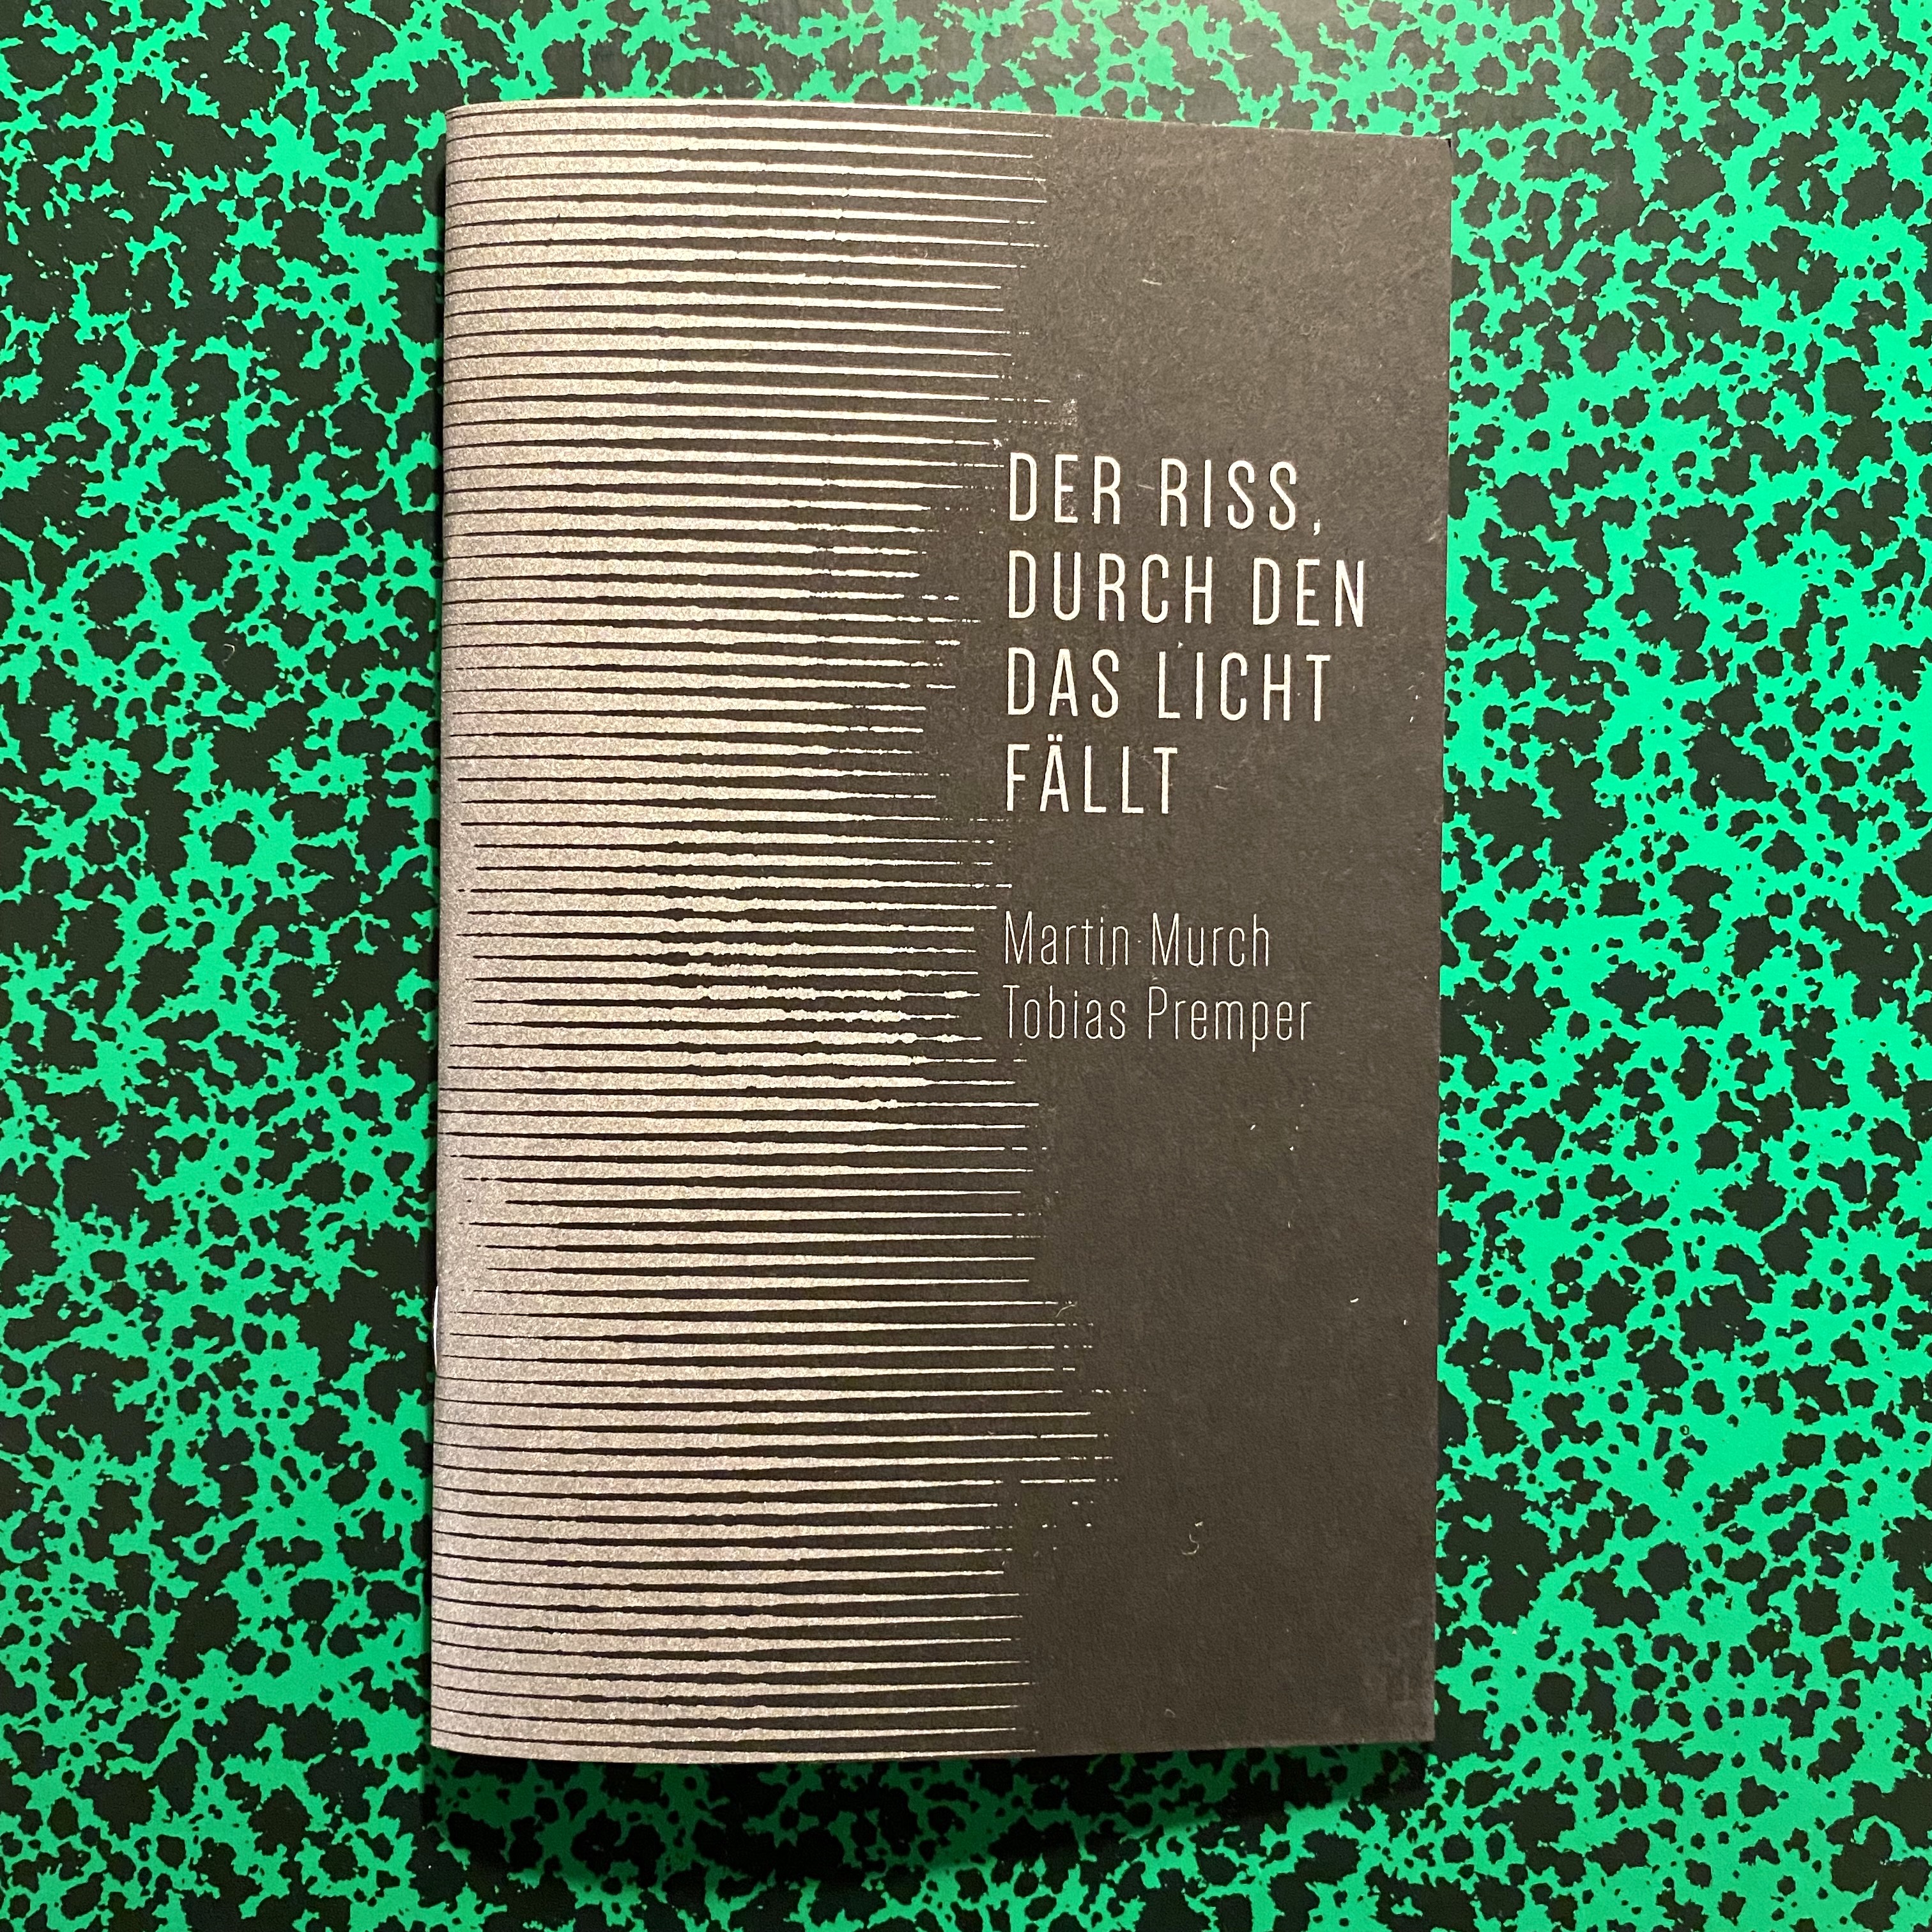 DER RISS,
DURCH DEN
DAS LICHT
FÄLLT
Martin Murch
Tobias Premper